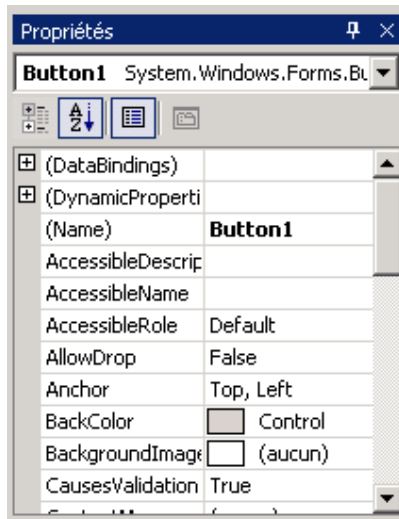 Propriétés
Button1 System.Windows.Forms.Bu
(DataBindings)
(DynamicProperti
(Name) Button1
AccessibleDescrip
AccessibleName
AccessibleRole Default
AllowDrop False
Anchor Top, Left
BackColor Control
BackgroundImage (aucun)
CausesValidation True